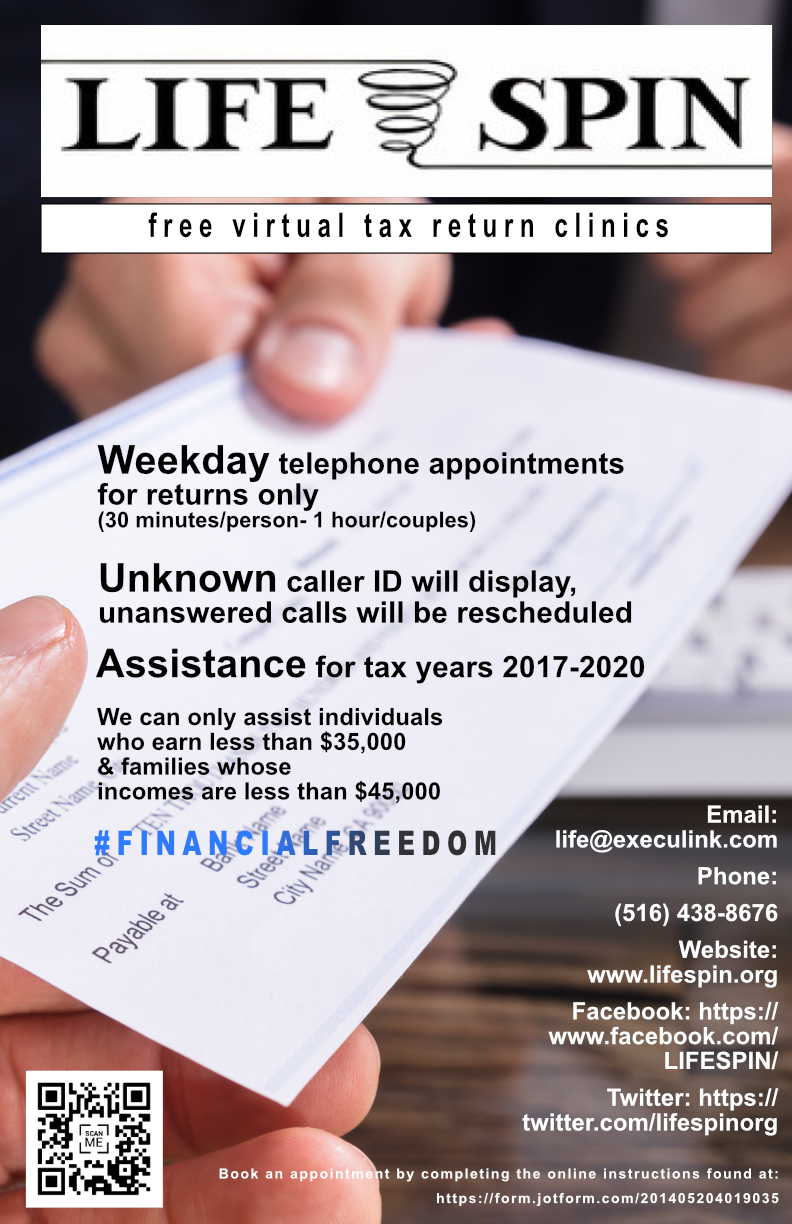 LIFE SPIN
free virtual tax return clinics
Weekday telephone appointments
for returns only
(30 minutes/person- 1 hour/couples)
Unknown caller ID will display,
unanswered calls will be rescheduled
Assistance for tax years 2017-2020
We can only assist individuals
who earn less than $35,000
& families whose
incomes are less than $45,000
#FINANCIALFREEDOM
Street Name
The Sum of
Payable at
Street Name
City Name
Email:
life@execulink.com
Phone:
(516) 438-8676
Website:
www.lifespin.org
Facebook: https://
www.facebook.com/
LIFESPIN/
Twitter: https://
twitter.com/lifespinorg
SCAN
ME
Book an appointment by completing the online instructions found at:
https://form.jotform.com/201405204019035